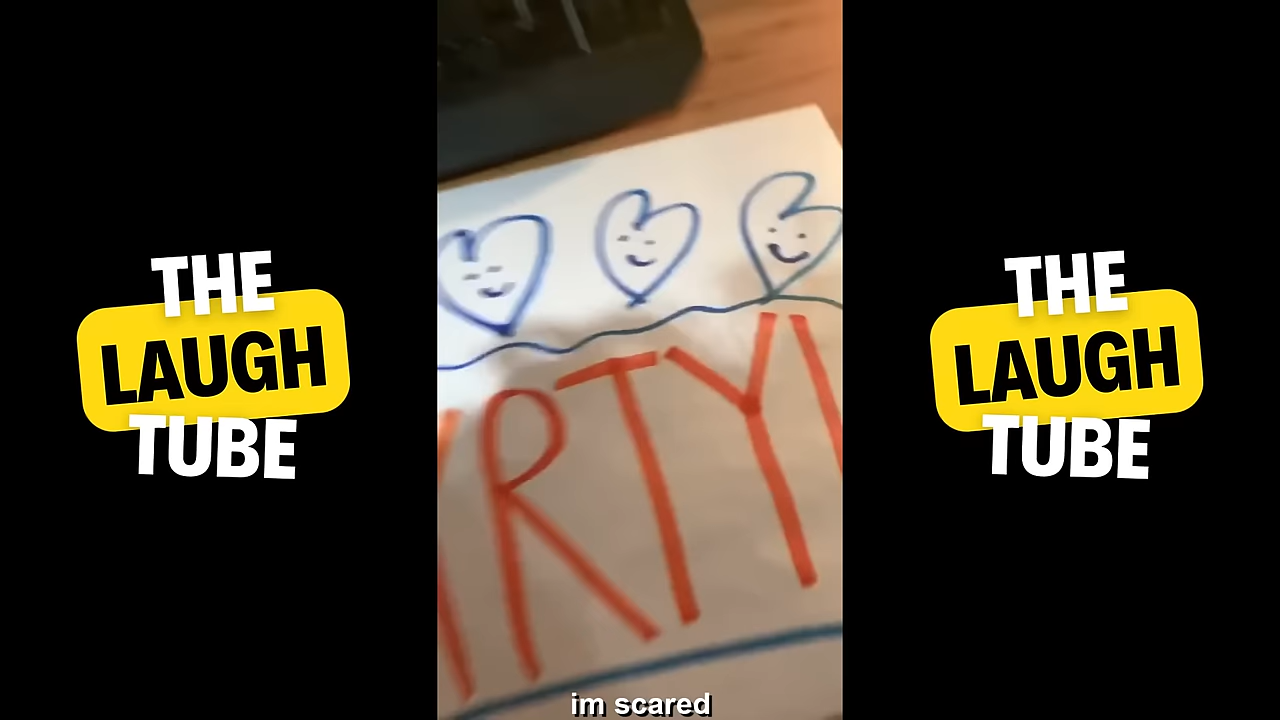 THE
LAUGH
TUBE
RTY
im scared
THE
LAUGH
TUBE